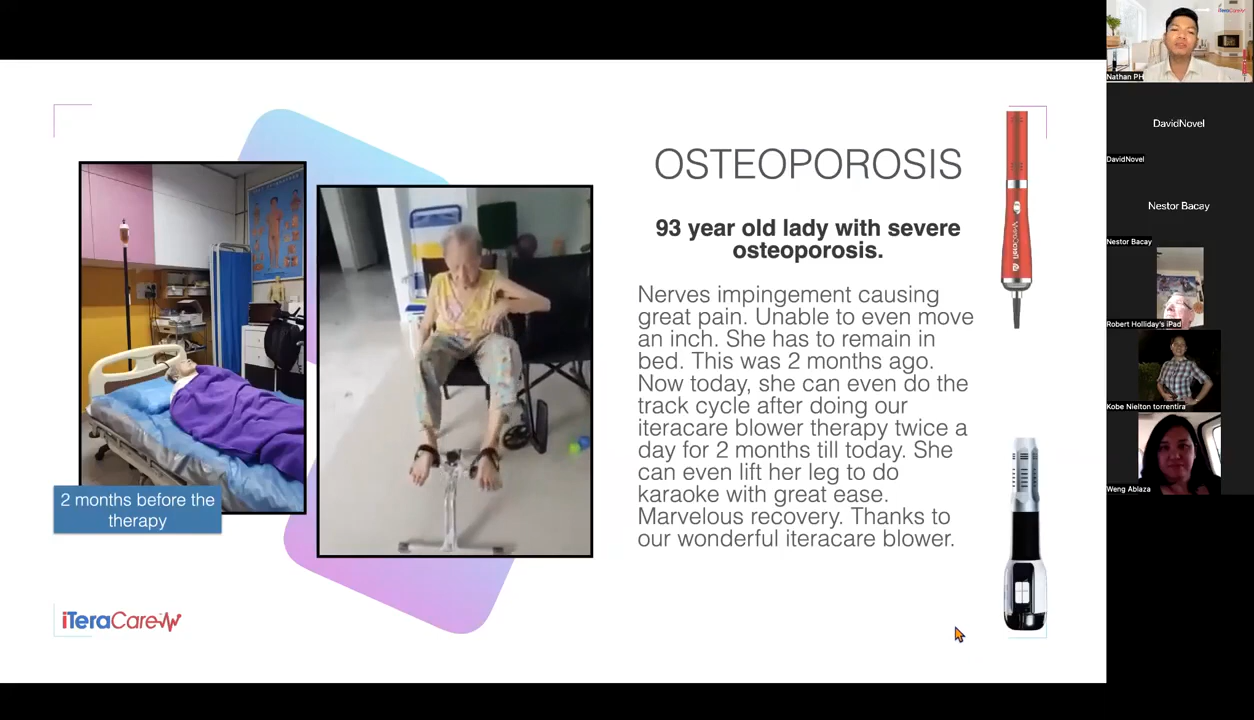 OSTEOPOROSIS
93 year old lady with severe
osteoporosis.
Nerves impingement causing
great pain. Unable to even move
an inch. She has to remain in
bed. This was 2 months ago.
Now today, she can even do the
track cycle after doing our
iteracare blower therapy twice a
day for 2 months till today. She
can even lift her leg to do
karaoke with great ease.
Marvelous recovery. Thanks to
our wonderful iteracare blower.
2 months before the
therapy
iTeraCare
iTeraCare
Nathan PH
DavidNovel
DavidNovel
Nestor Bacay
Nestor Bacay
Robert Holliday's iPad
Kobe Nielton torrentira
Weng Ablaza